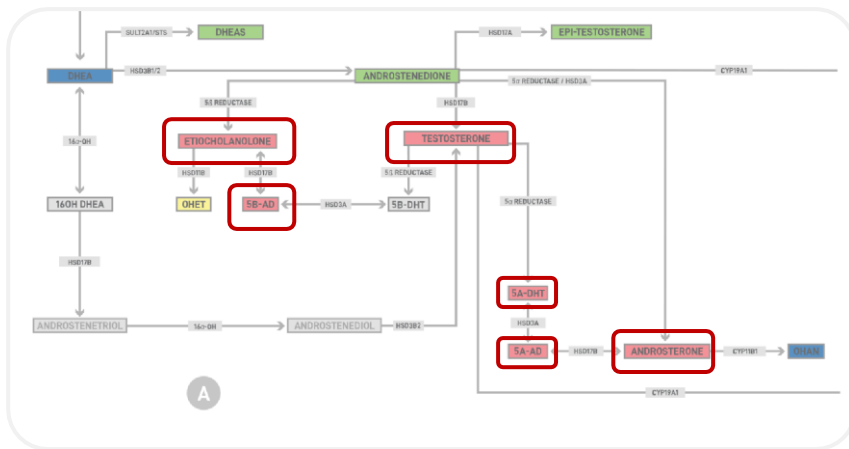 SULT2A1/STS
DHEAS
HSD17A
EPI-TESTOSTERONE
DHEA
HSD3B1/2
ANDROSTENEDIONE
CYP19A1
5α REDUCTASE / HSD3A
5β REDUCTASE
HSD17B
16α-OH
ETIOCHOLANOLONE
TESTOSTERONE
HSD11B
HSD17B
5β REDUCTASE
16OH DHEA
OHET
5B-AD
HSD3A
5B-DHT
5α REDUCTASE
HSD17B
5A-DHT
ANDROSTENETRIOL
16α-OH
ANDROSTENEDIOL
HSD3B2
HSD3A
5A-AD
HSD17B
ANDROSTERONE
CYP11B1
OHAN
A
CYP19A1